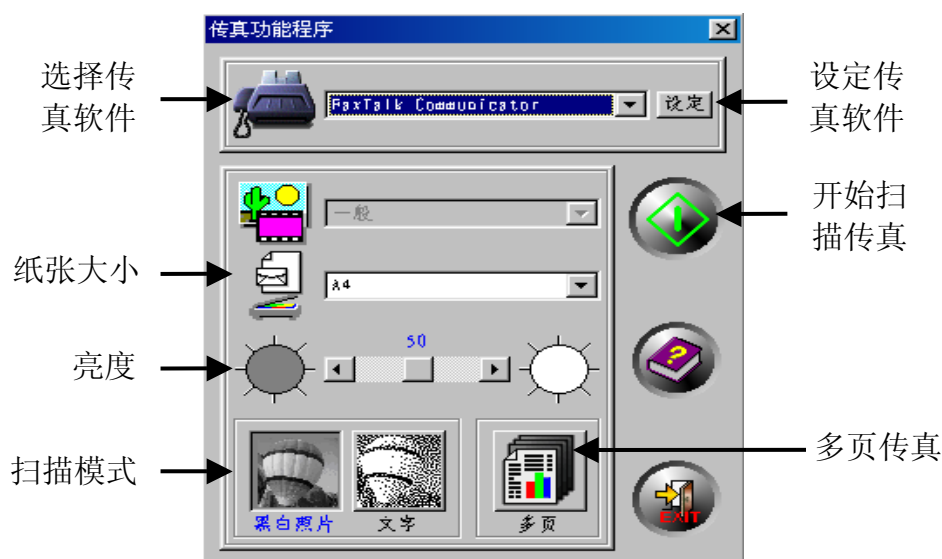 传真功能程序
选择传
真软件
FaxTalk Communicator
设定
设定传
真软件
一般
开始扫
描传真
纸张大小
A4
亮度
50
扫描模式
黑白照片
文字
多页
多页传真
?
EXIT